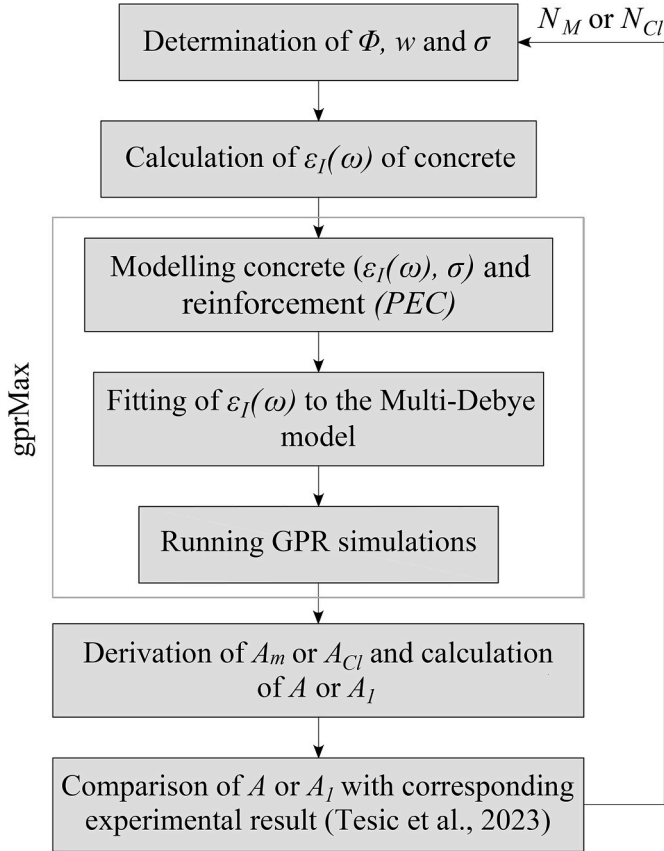 Determination of Φ, w and σ
N_M or N_Cl
Calculation of ε_I(ω) of concrete
gprMax
Modelling concrete (ε_I(ω), σ) and
reinforcement (PEC)
Fitting of ε_I(ω) to the Multi-Debye
model
Running GPR simulations
Derivation of A_m or A_Cl and calculation
of A or A_1
Comparison of A or A_1 with corresponding
experimental result (Tesic et al., 2023)